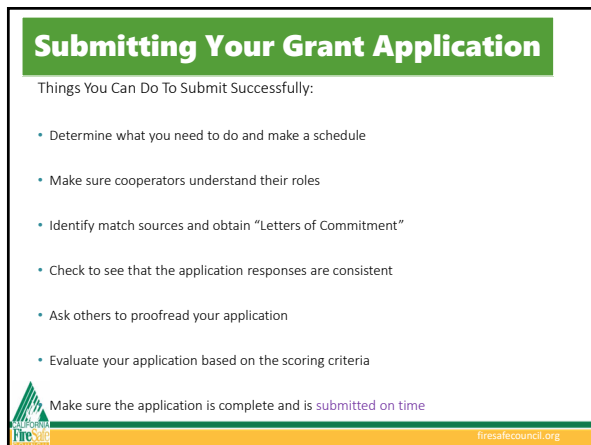 Submitting Your Grant Application
Things You Can Do To Submit Successfully:
• Determine what you need to do and make a schedule
• Make sure cooperators understand their roles
• Identify match sources and obtain “Letters of Commitment”
• Check to see that the application responses are consistent
• Ask others to proofread your application
• Evaluate your application based on the scoring criteria
Make sure the application is complete and is submitted on time
CALIFORNIA
FireSafe
firesafecouncil.org